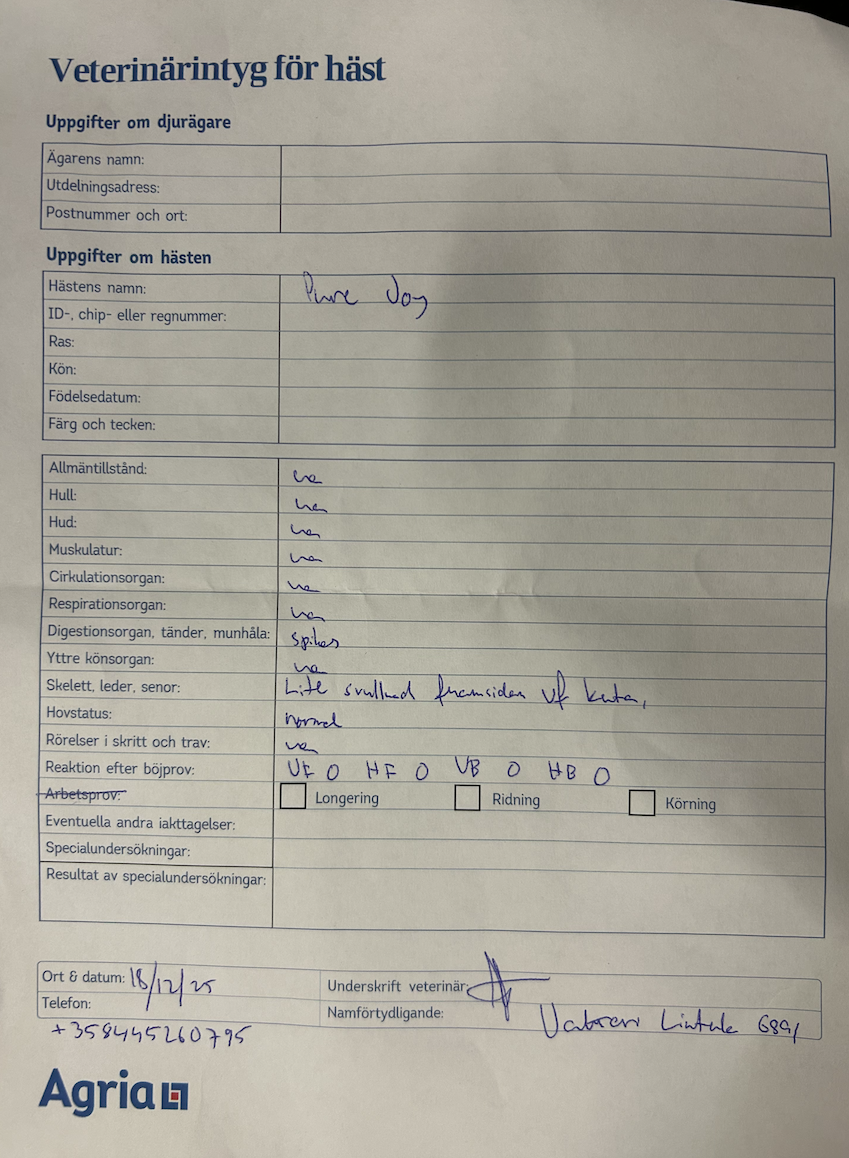 Veterinärintyg för häst
Uppgifter om djurägare
Ägarens namn:
Utdelningsadress:
Postnummer och ort:
Uppgifter om hästen
Hästens namn: Pure Joy
ID-, chip- eller regnummer:
Ras:
Kön:
Födelsedatum:
Färg och tecken:
Allmäntillstånd: ua
Hull: ua
Hud: ua
Muskulatur: ua
Cirkulationsorgan: ua
Respirationsorgan: ua
Digestionsorgan, tänder, munhåla: spikes
Yttre könsorgan: ua
Skelett, leder, senor: Lite svullnad framsidan vf kota,
Hovstatus: normal
Rörelser i skritt och trav: ua
Reaktion efter böjprov: VF 0 HF 0 VB 0 HB 0
Arbetsprov: Longering Ridning Körning
Eventuella andra iakttagelser:
Specialundersökningar:
Resultat av specialundersökningar:
Ort & datum: 18/12/25
Underskrift veterinär:
Telefon:
+358445260795
Namförtydligande: Lintula
Agria